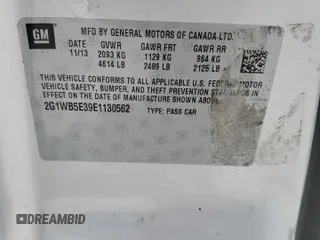 GM
MFD BY GENERAL MOTORS OF CANADA LTD.
DATE GVWR GAWR FRT GAWR RR
11/13 2093 KG 1129 KG 964 KG
4614 LB 2489 LB 2125 LB
THIS VEHICLE CONFORMS TO ALL APPLICABLE U.S. FEDERAL MOTOR
VEHICLE SAFETY, BUMPER, AND THEFT PREVENTION STANDARDS
IN EFFECT ON THE DATE OF MANUFACTURE SHOWN ABOVE.
2G1WB5E39E1130562 TYPE: PASS CAR
DREAMBID